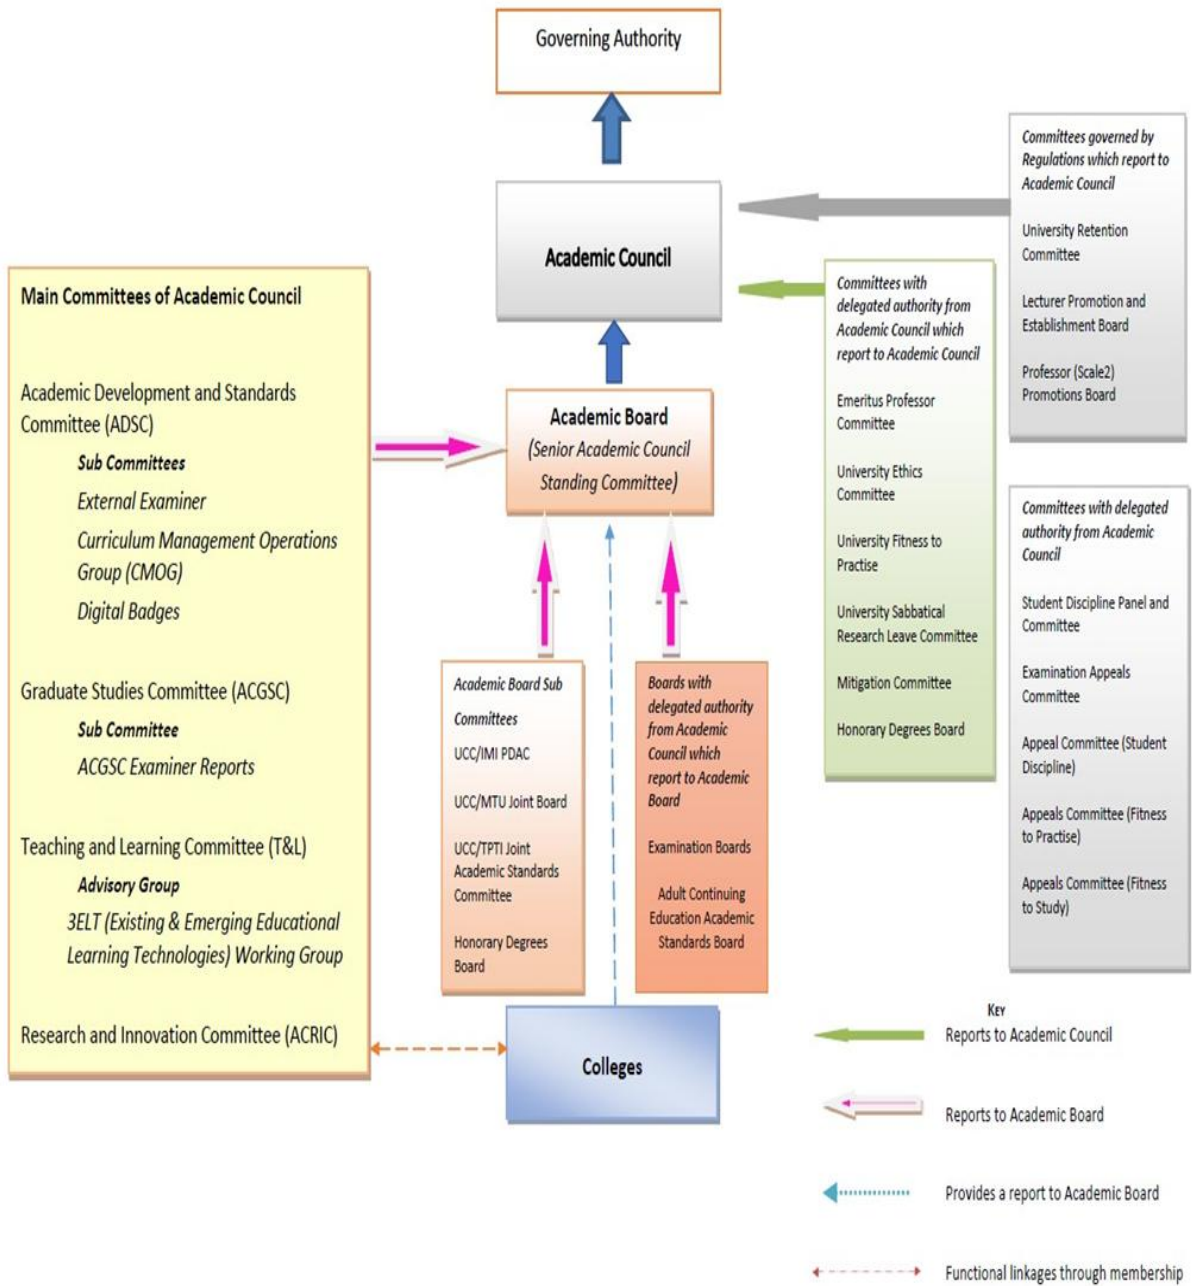 Governing Authority
Academic Council
Academic Board
(Senior Academic Council
Standing Committee)
Main Committees of Academic Council
Academic Development and Standards
Committee (ADSC)
Sub Committees
External Examiner
Curriculum Management Operations
Group (CMOG)
Digital Badges
Graduate Studies Committee (ACGSC)
Sub Committee
ACGSC Examiner Reports
Teaching and Learning Committee (T&L)
Advisory Group
3ELT (Existing & Emerging Educational
Learning Technologies) Working Group
Research and Innovation Committee (ACRIC)
Academic Board Sub
Committees
UCC/IMI PDAC
UCC/MTU Joint Board
UCC/TPTI Joint
Academic Standards
Committee
Honorary Degrees
Board
Boards with
delegated authority
from Academic
Council which
report to Academic
Board
Examination Boards
Adult Continuing
Education Academic
Standards Board
Colleges
Committees with
delegated authority from
Academic Council which
report to Academic Council
Emeritus Professor
Committee
University Ethics
Committee
University Fitness to
Practise
University Sabbatical
Research Leave Committee
Mitigation Committee
Honorary Degrees Board
Committees governed by
Regulations which report to
Academic Council
University Retention
Committee
Lecturer Promotion and
Establishment Board
Professor (Scale2)
Promotions Board
Committees with delegated
authority from Academic
Council
Student Discipline Panel and
Committee
Examination Appeals
Committee
Appeal Committee (Student
Discipline)
Appeals Committee (Fitness
to Practise)
Appeals Committee (Fitness
to Study)
KEY
Reports to Academic Council
Reports to Academic Board
Provides a report to Academic Board
Functional linkages through membership